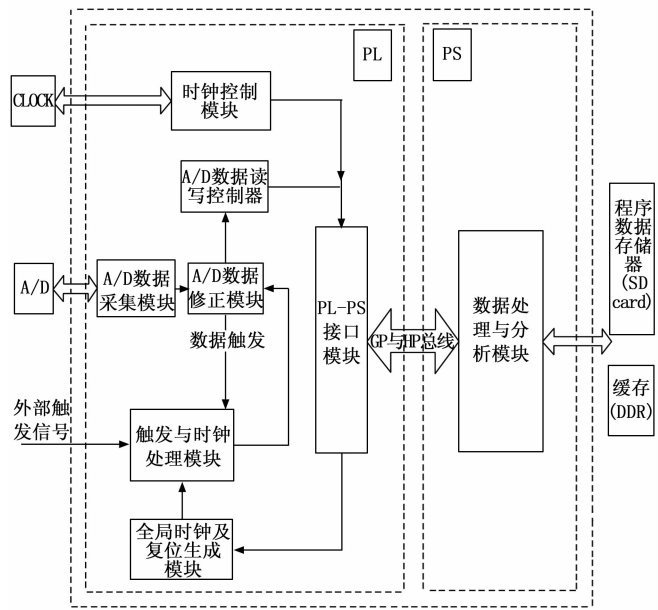 PL
PS
CLOCK
时钟控制
模块
A/D数据读
写控制器
程序
数据
存储
器
(SD
card)
A/D
A/D数据
采集模块
A/D数据
修正模块
PL-PS
接口
模块
GP与HP总线
数据处
理与分
析模块
数据触发
缓存
(DDR)
外部触
发信号
触发与时钟
处理模块
全局时钟及
复位生成
模块